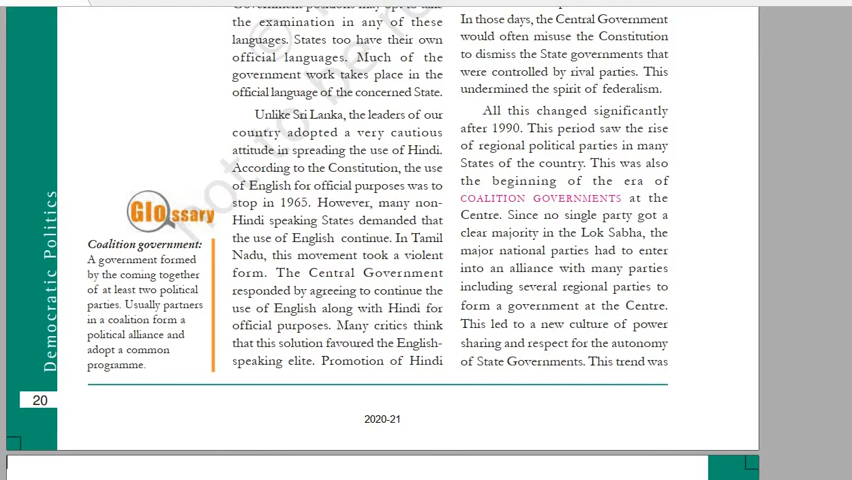 the examination in any of these
languages. States too have their own
official languages. Much of the
government work takes place in the
official language of the concerned State.
Unlike Sri Lanka, the leaders of our
country adopted a very cautious
attitude in spreading the use of Hindi.
According to the Constitution, the use
of English for official purposes was to
stop in 1965. However, many non-
Hindi speaking States demanded that
the use of English continue. In Tamil
Nadu, this movement took a violent
form. The Central Government
responded by agreeing to continue the
use of English along with Hindi for
official purposes. Many critics think
that this solution favoured the English-
speaking elite. Promotion of Hindi
In those days, the Central Government
would often misuse the Constitution
to dismiss the State governments that
were controlled by rival parties. This
undermined the spirit of federalism.
All this changed significantly
after 1990. This period saw the rise
of regional political parties in many
States of the country. This was also
the beginning of the era of
COALITION GOVERNMENTS at the
Centre. Since no single party got a
clear majority in the Lok Sabha, the
major national parties had to enter
into an alliance with many parties
including several regional parties to
form a government at the Centre.
This led to a new culture of power
sharing and respect for the autonomy
of State Governments. This trend was
Glossary
Coalition government:
A government formed
by the coming together
of at least two political
parties. Usually partners
in a coalition form a
political alliance and
adopt a common
programme.
Democratic Politics
20
2020-21
not to be re